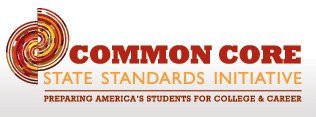 COMMON CORE
STATE STANDARDS INITIATIVE
PREPARING AMERICA'S STUDENTS FOR COLLEGE & CAREER